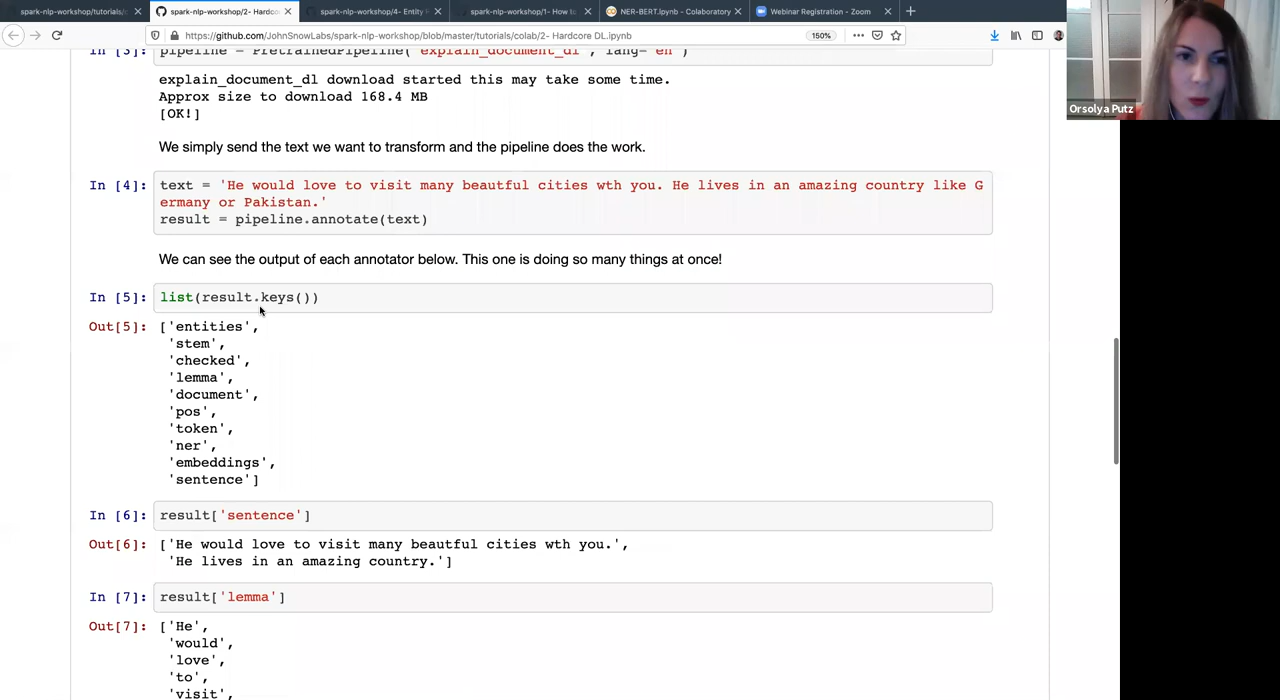 spark-nlp-workshop/tutorials/s
spark-nlp-workshop/2- Hardco
spark-nlp-workshop/4- Entity
spark-nlp-workshop/1- How t
NER-BERT.ipynb - Colaboratory
Webinar Registration - Zoom
https://github.com/JohnSnowLabs/spark-nlp-workshop/blob/master/tutorials/colab/2- Hardcore DL.ipynb
150%
Orsolya Putz
In [3]: pipeline = PretrainedPipeline('explain_document_dl', lang='en')
explain_document_dl download started this may take some time.
Approx size to download 168.4 MB
[OK!]
We simply send the text we want to transform and the pipeline does the work.
In [4]: text = 'He would love to visit many beautful cities wth you. He lives in an amazing country like G
ermany or Pakistan.'
result = pipeline.annotate(text)
We can see the output of each annotator below. This one is doing so many things at once!
In [5]: list(result.keys())
Out[5]: ['entities',
'stem',
'checked',
'lemma',
'document',
'pos',
'token',
'ner',
'embeddings',
'sentence']
In [6]: result['sentence']
Out[6]: ['He would love to visit many beautful cities wth you.',
'He lives in an amazing country.']
In [7]: result['lemma']
Out[7]: ['He',
'would',
'love',
'to',
'visit',